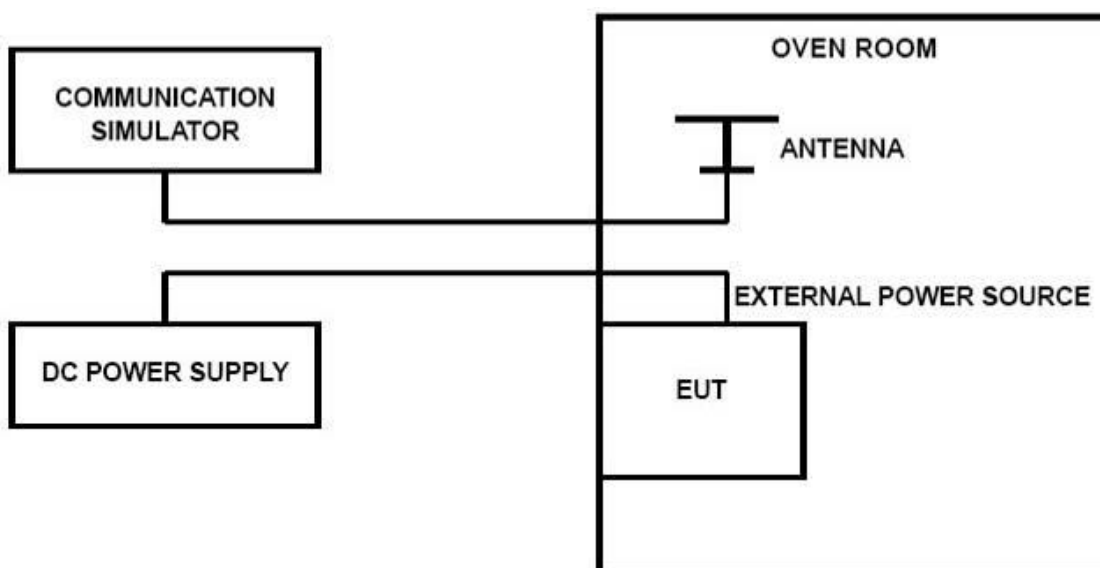 OVEN ROOM
COMMUNICATION
SIMULATOR
ANTENNA
EXTERNAL POWER SOURCE
DC POWER SUPPLY
EUT